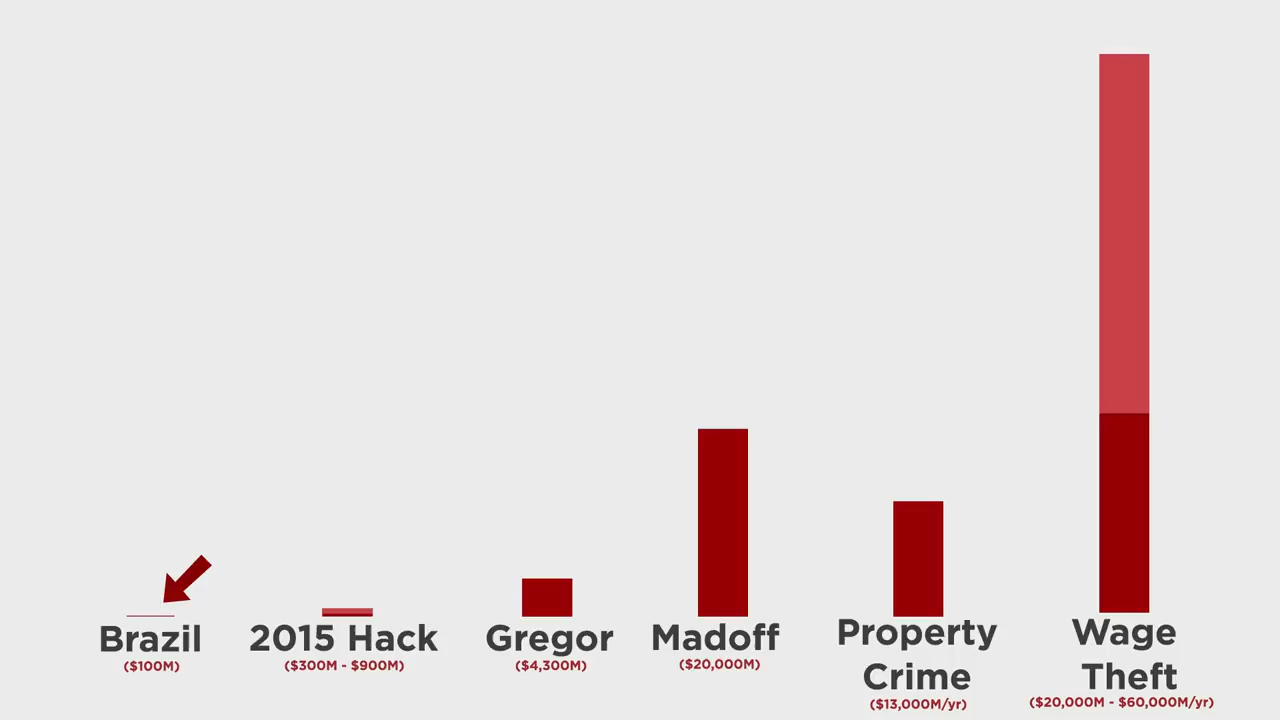 Brazil
($100M)
2015 Hack
($300M - $900M)
Gregor
($4,300M)
Madoff
($20,000M)
Property
Crime
($13,000M/yr)
Wage
Theft
($20,000M - $60,000M/yr)